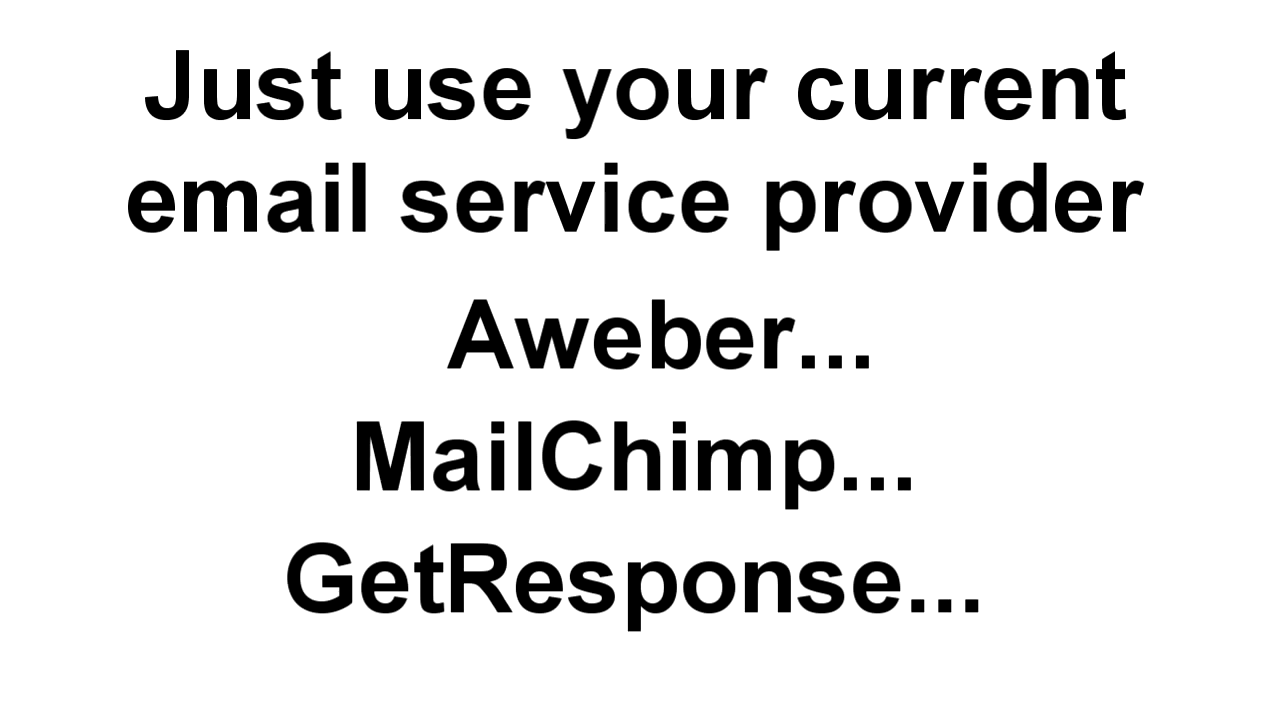 Just use your current
email service provider
Aweber...
MailChimp...
GetResponse...